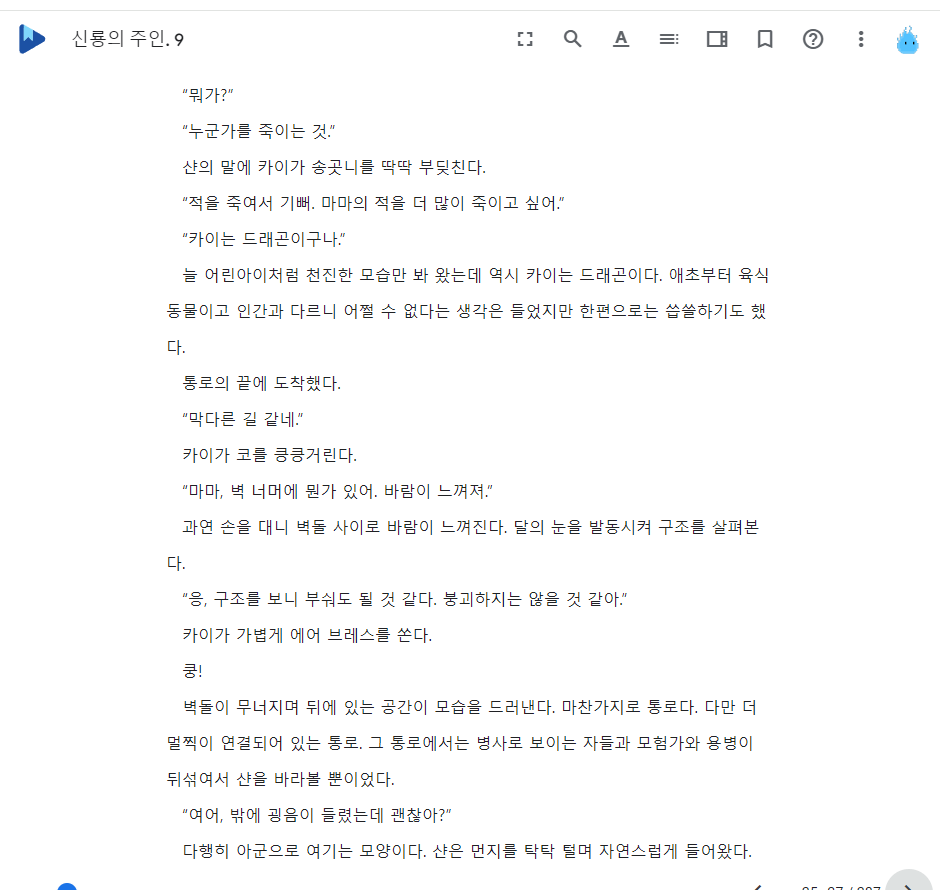 신룡의 주인. 9
“뭐가?”
“누군가를 죽이는 것.”
샨의 말에 카이가 송곳니를 딱딱 부딪친다.
“적을 죽여서 기뻐. 마마의 적을 더 많이 죽이고 싶어.”
“카이는 드래곤이구나.”
늘 어린아이처럼 천진한 모습만 봐 왔는데 역시 카이는 드래곤이다. 애초부터 육식
동물이고 인간과 다르니 어쩔 수 없다는 생각은 들었지만 한편으로는 씁쓸하기도 했
다.
통로의 끝에 도착했다.
“막다른 길 같네.”
카이가 코를 킁킁거린다.
“마마, 벽 너머에 뭔가 있어. 바람이 느껴져.”
과연 손을 대니 벽돌 사이로 바람이 느껴진다. 달의 눈을 발동시켜 구조를 살펴본
다.
“응, 구조를 보니 부숴도 될 것 같다. 붕괴하지는 않을 것 같아.”
카이가 가볍게 에어 브레스를 쏜다.
쿵!
벽돌이 무너지며 뒤에 있는 공간이 모습을 드러낸다. 마찬가지로 통로다. 다만 더
멀찍이 연결되어 있는 통로. 그 통로에서는 병사로 보이는 자들과 모험가와 용병이
뒤섞여서 샨을 바라볼 뿐이었다.
“여어, 밖에 굉음이 들렸는데 괜찮아?”
다행히 아군으로 여기는 모양이다. 샨은 먼지를 탁탁 털며 자연스럽게 들어왔다.